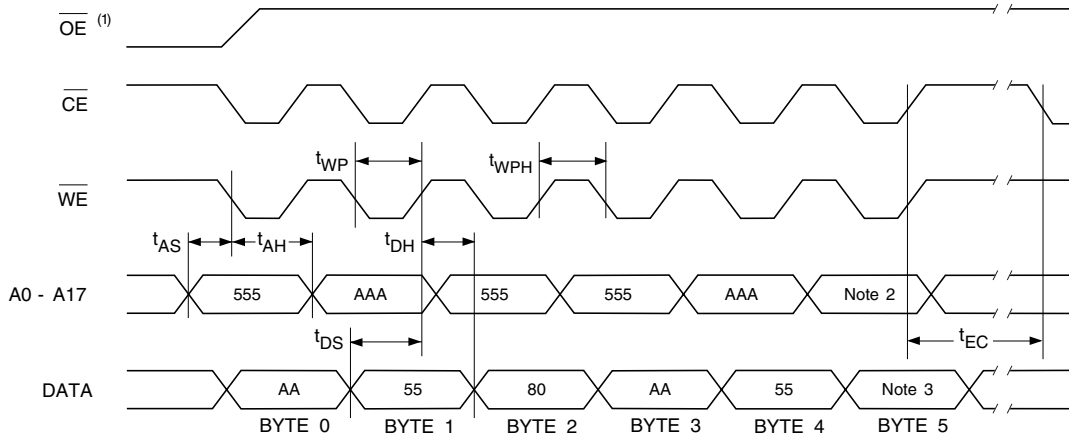 OE (1)
CE
tWP
tWPH
WE
tAS
tAH
tDH
A0 - A17
555
AAA
555
555
AAA
Note 2
tDS
tEC
DATA
AA
55
80
AA
55
Note 3
BYTE 0
BYTE 1
BYTE 2
BYTE 3
BYTE 4
BYTE 5